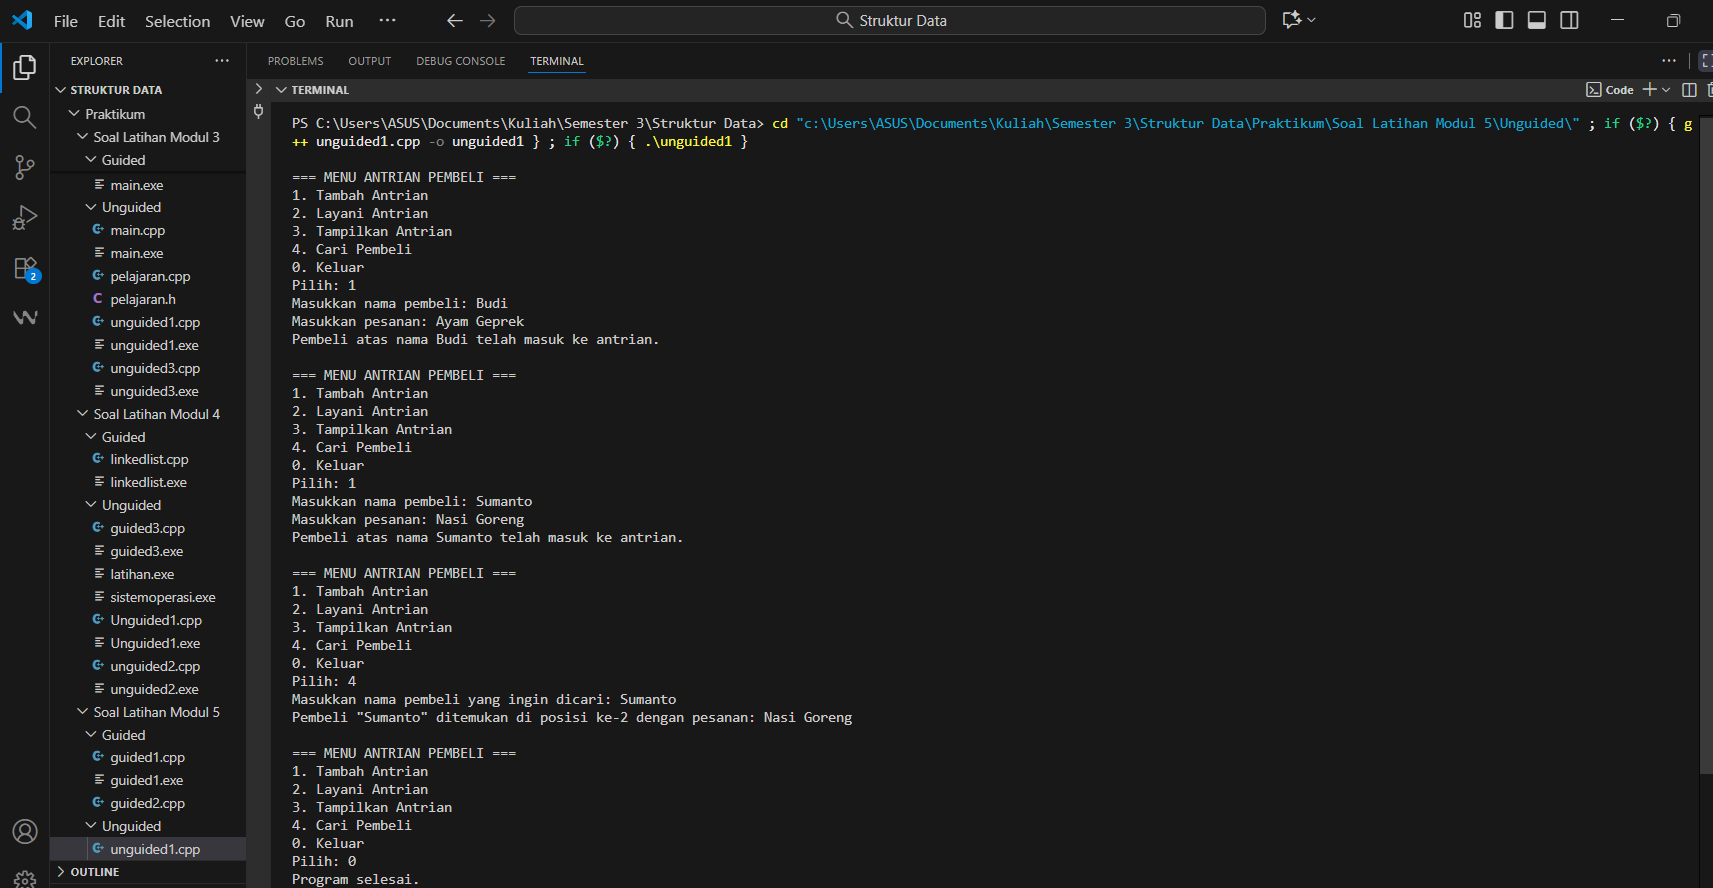 File Edit Selection View Go Run ··· Struktur Data
EXPLORER ···
STRUKTUR DATA
Praktikum
Soal Latihan Modul 3
Guided
main.exe
Unguided
main.cpp
main.exe
pelajaran.cpp
C pelajaran.h
unguided1.cpp
unguided1.exe
unguided3.cpp
unguided3.exe
Soal Latihan Modul 4
Guided
linkedlist.cpp
linkedlist.exe
Unguided
guided3.cpp
guided3.exe
latihan.exe
sistemoperasi.exe
Unguided1.cpp
Unguided1.exe
unguided2.cpp
unguided2.exe
Soal Latihan Modul 5
Guided
guided1.cpp
guided1.exe
guided2.cpp
Unguided
unguided1.cpp
OUTLINE
2
PROBLEMS OUTPUT DEBUG CONSOLE TERMINAL ···
TERMINAL Code
PS C:\Users\ASUS\Documents\Kuliah\Semester 3\Struktur Data> cd "c:\Users\ASUS\Documents\Kuliah\Semester 3\Struktur Data\Praktikum\Soal Latihan Modul 5\Unguided\" ; if ($?) { g
++ unguided1.cpp -o unguided1 } ; if ($?) { .\unguided1 }
=== MENU ANTRIAN PEMBELI ===
1. Tambah Antrian
2. Layani Antrian
3. Tampilkan Antrian
4. Cari Pembeli
0. Keluar
Pilih: 1
Masukkan nama pembeli: Budi
Masukkan pesanan: Ayam Geprek
Pembeli atas nama Budi telah masuk ke antrian.
=== MENU ANTRIAN PEMBELI ===
1. Tambah Antrian
2. Layani Antrian
3. Tampilkan Antrian
4. Cari Pembeli
0. Keluar
Pilih: 1
Masukkan nama pembeli: Sumanto
Masukkan pesanan: Nasi Goreng
Pembeli atas nama Sumanto telah masuk ke antrian.
=== MENU ANTRIAN PEMBELI ===
1. Tambah Antrian
2. Layani Antrian
3. Tampilkan Antrian
4. Cari Pembeli
0. Keluar
Pilih: 4
Masukkan nama pembeli yang ingin dicari: Sumanto
Pembeli "Sumanto" ditemukan di posisi ke-2 dengan pesanan: Nasi Goreng
=== MENU ANTRIAN PEMBELI ===
1. Tambah Antrian
2. Layani Antrian
3. Tampilkan Antrian
4. Cari Pembeli
0. Keluar
Pilih: 0
Program selesai.